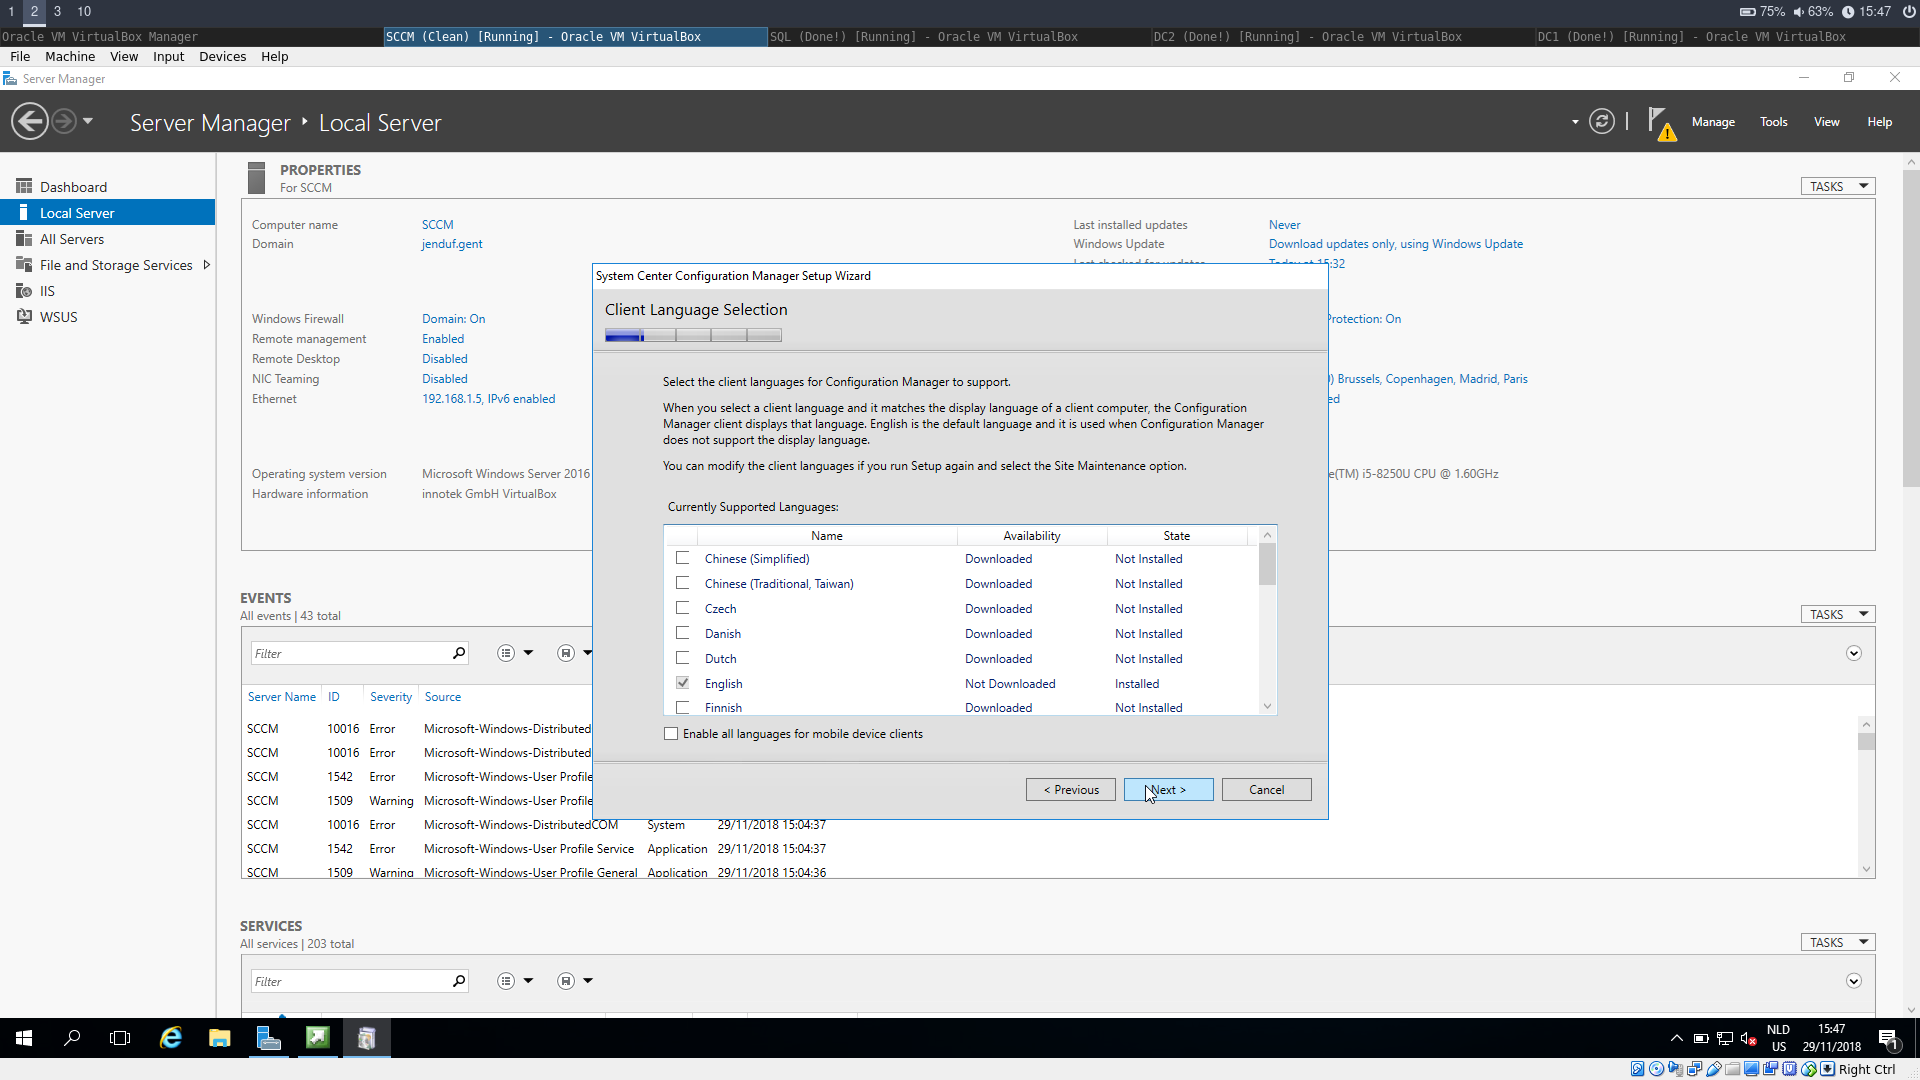 1 2 3 10
75% 63% 15:47
Oracle VM VirtualBox Manager
SCCM (Clean) [Running] - Oracle VM VirtualBox
SQL (Done!) [Running] - Oracle VM VirtualBox
DC2 (Done!) [Running] - Oracle VM VirtualBox
DC1 (Done!) [Running] - Oracle VM VirtualBox
File Machine View Input Devices Help
Server Manager
Server Manager ‣ Local Server
Manage Tools View Help
Dashboard
Local Server
All Servers
File and Storage Services
IIS
WSUS
PROPERTIES
For SCCM
TASKS
Computer name SCCM
Domain jenduf.gent
Last installed updates Never
Windows Update Download updates only, using Windows Update
Last checked for updates Today at 15:32
Windows Firewall Domain: On
Remote management Enabled
Remote Desktop Disabled
NIC Teaming Disabled
Ethernet 192.168.1.5, IPv6 enabled
Protection: On
) Brussels, Copenhagen, Madrid, Paris
ed
Operating system version Microsoft Windows Server 2016
Hardware information innotek GmbH VirtualBox
e(TM) i5-8250U CPU @ 1.60GHz
System Center Configuration Manager Setup Wizard
Client Language Selection
Select the client languages for Configuration Manager to support.
When you select a client language and it matches the display language of a client computer, the Configuration
Manager client displays that language. English is the default language and it is used when Configuration Manager
does not support the display language.
You can modify the client languages if you run Setup again and select the Site Maintenance option.
Currently Supported Languages:
Name Availability State
Chinese (Simplified) Downloaded Not Installed
Chinese (Traditional, Taiwan) Downloaded Not Installed
Czech Downloaded Not Installed
Danish Downloaded Not Installed
Dutch Downloaded Not Installed
English Not Downloaded Installed
Finnish Downloaded Not Installed
Enable all languages for mobile device clients
< Previous Next > Cancel
EVENTS
All events | 43 total
TASKS
Filter
Server Name ID Severity Source
SCCM 10016 Error Microsoft-Windows-Distributed
SCCM 10016 Error Microsoft-Windows-Distributed
SCCM 1542 Error Microsoft-Windows-User Profile
SCCM 1509 Warning Microsoft-Windows-User Profile
SCCM 10016 Error Microsoft-Windows-DistributedCOM System 29/11/2018 15:04:37
SCCM 1542 Error Microsoft-Windows-User Profile Service Application 29/11/2018 15:04:37
SCCM 1509 Warning Microsoft-Windows-User Profile General Application 29/11/2018 15:04:36
SERVICES
All services | 203 total
TASKS
Filter
NLD
US
15:47
29/11/2018
1
Right Ctrl